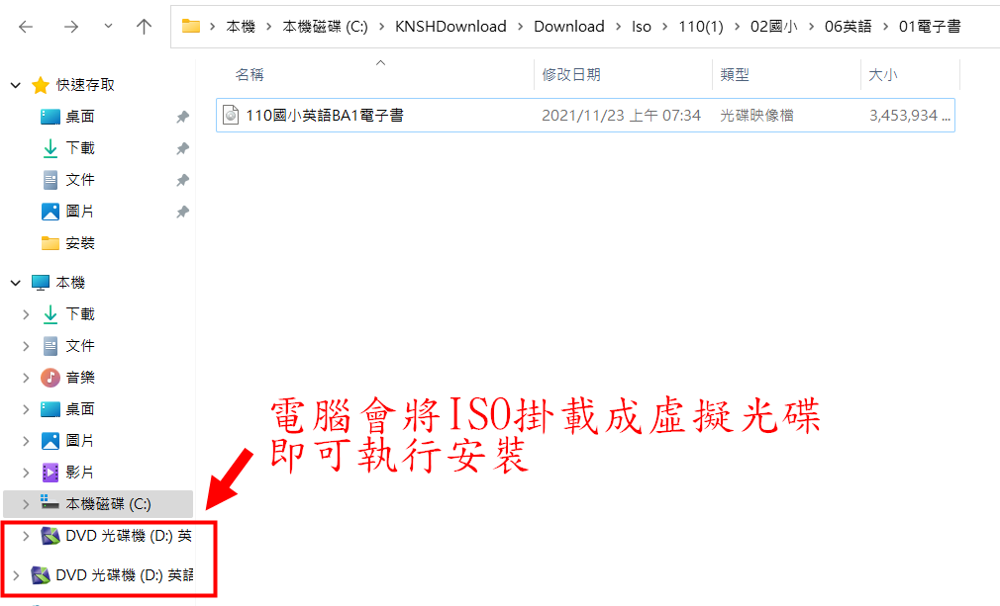 本機 > 本機磁碟 (C:) > KNSHDownload > Download > Iso > 110(1) > 02國小 > 06英語 > 01電子書
名稱 修改日期 類型 大小
110國小英語BA1電子書 2021/11/23 上午 07:34 光碟映像檔 3,453,934 ...
快速存取
桌面
下載
文件
圖片
安裝
本機
下載
文件
音樂
桌面
圖片
影片
本機磁碟 (C:)
DVD 光碟機 (D:) 英
DVD 光碟機 (D:) 英語
電腦會將ISO掛載成虛擬光碟
即可執行安裝